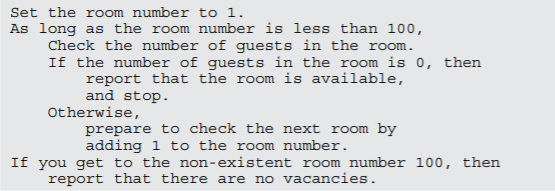 Set the room number to 1.
As long as the room number is less than 100,
    Check the number of guests in the room.
    If the number of guests in the room is 0, then
        report that the room is available,
        and stop.
    Otherwise,
        prepare to check the next room by
        adding 1 to the room number.
If you get to the non-existent room number 100, then
    report that there are no vacancies.